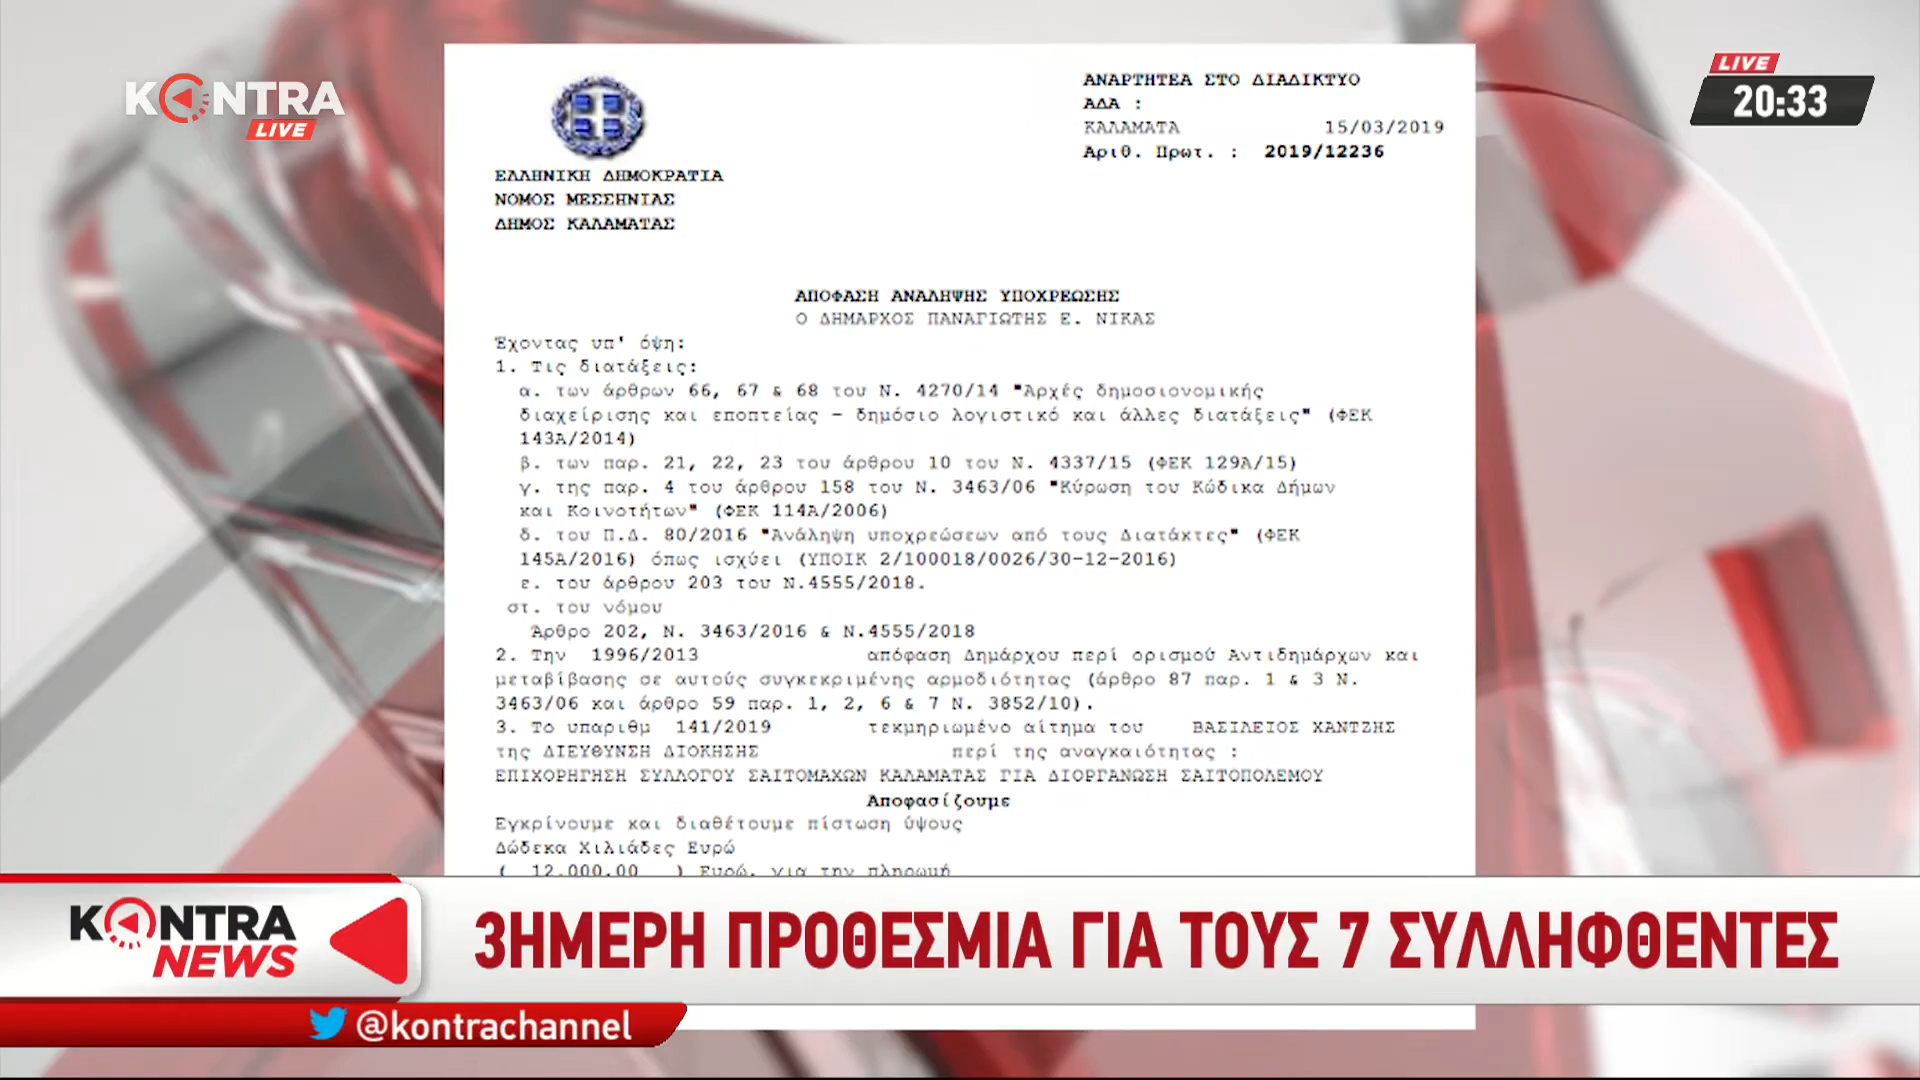 KONTRA
LIVE
LIVE
20:33
ΑΝΑΡΤΗΤΕΑ ΣΤΟ ΔΙΑΔΙΚΤΥΟ
ΑΔΑ :
ΚΑΛΑΜΑΤΑ 15/03/2019
Αριθ. Πρωτ. : 2019/12236
ΕΛΛΗΝΙΚΗ ΔΗΜΟΚΡΑΤΙΑ
ΝΟΜΟΣ ΜΕΣΣΗΝΙΑΣ
ΔΗΜΟΣ ΚΑΛΑΜΑΤΑΣ
ΑΠΟΦΑΣΗ ΑΝΑΛΗΨΗΣ ΥΠΟΧΡΕΩΣΗΣ
Ο ΔΗΜΑΡΧΟΣ ΠΑΝΑΓΙΩΤΗΣ Ε. ΝΙΚΑΣ
Έχοντας υπ' όψη:
1. Τις διατάξεις:
α. των άρθρων 66, 67 & 68 του Ν. 4270/14 "Αρχές δημοσιονομικής
διαχείρισης και εποπτείας - δημόσιο λογιστικό και άλλες διατάξεις" (ΦΕΚ
143Α/2014)
β. των παρ. 21, 22, 23 του άρθρου 10 του Ν. 4337/15 (ΦΕΚ 129Α/15)
γ. της παρ. 4 του άρθρου 158 του Ν. 3463/06 "Κύρωση του Κώδικα Δήμων
και Κοινοτήτων" (ΦΕΚ 114Α/2006)
δ. του Π.Δ. 80/2016 "Ανάληψη υποχρεώσεων από τους Διατάκτες" (ΦΕΚ
145Α/2016) όπως ισχύει (ΥΠΟΙΚ 2/100018/0026/30-12-2016)
ε. του άρθρου 203 του Ν.4555/2018.
στ. του νόμου
Άρθρο 202, Ν. 3463/2016 & Ν.4555/2018
2. Την 1996/2013 απόφαση Δημάρχου περί ορισμού Αντιδημάρχων και
μεταβίβασης σε αυτούς συγκεκριμένης αρμοδιότητας (άρθρο 87 παρ. 1 & 3 Ν.
3463/06 και άρθρο 59 παρ. 1, 2, 6 & 7 Ν. 3852/10).
3. Το υπαριθμ 141/2019 τεκμηριωμένο αίτημα του ΒΑΣΙΛΕΙΟΣ ΧΑΝΤΖΗΣ
της ΔΙΕΥΘΥΝΣΗ ΔΙΟΚΗΣΗΣ περί της αναγκαιότητας :
ΕΠΙΧΟΡΗΓΗΣΗ ΣΥΛΛΟΓΟΥ ΣΑΙΤΟΜΑΧΩΝ ΚΑΛΑΜΑΤΑΣ ΓΙΑ ΔΙΟΡΓΑΝΩΣΗ ΣΑΙΤΟΠΟΛΕΜΟΥ
Αποφασίζουμε
Εγκρίνουμε και διαθέτουμε πίστωση ύψους
Δώδεκα Χιλιάδες Ευρώ
( 12.000,00 ) Ευρώ, για την πληρωμή
KONTRA
NEWS
3ΗΜΕΡΗ ΠΡΟΘΕΣΜΙΑ ΓΙΑ ΤΟΥΣ 7 ΣΥΛΛΗΦΘΕΝΤΕΣ
@kontrachannel